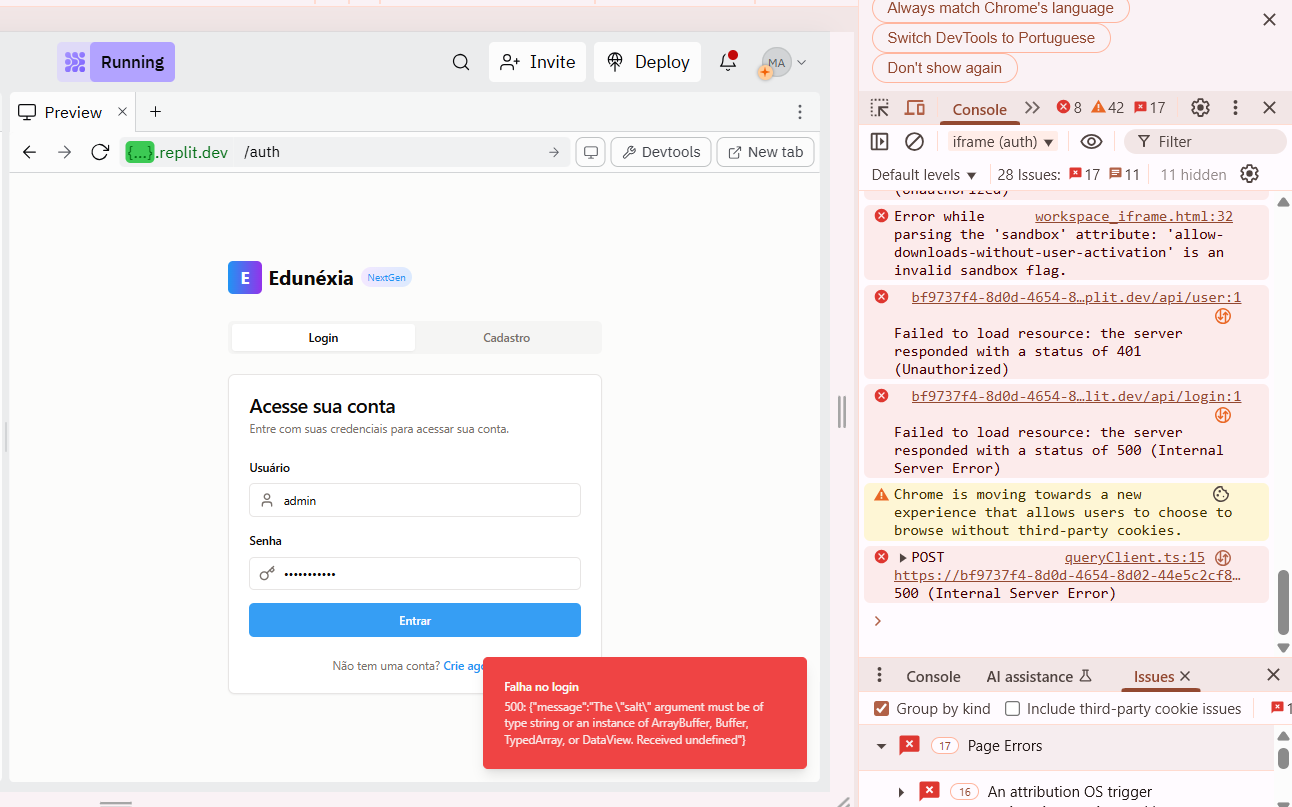 Always match Chrome's language
Switch DevTools to Portuguese
Don't show again
Running
Invite
Deploy
MA
Preview
{...}.replit.dev /auth
Devtools
New tab
E Edunéxia NextGen
Login
Cadastro
Acesse sua conta
Entre com suas credenciais para acessar sua conta.
Usuário
admin
Senha
•••••••••••
Entrar
Não tem uma conta? Crie ago
Falha no login
500: {"message":"The \"salt\" argument must be of
type string or an instance of ArrayBuffer, Buffer,
TypedArray, or DataView. Received undefined"}
Console
8
42
17
iframe (auth)
Filter
Default levels
28 Issues: 17 11
11 hidden
(Unauthorized)
Error while workspace_iframe.html:32
parsing the 'sandbox' attribute: 'allow-
downloads-without-user-activation' is an
invalid sandbox flag.
bf9737f4-8d0d-4654-8…plit.dev/api/user:1
Failed to load resource: the server
responded with a status of 401
(Unauthorized)
bf9737f4-8d0d-4654-8…lit.dev/api/login:1
Failed to load resource: the server
responded with a status of 500 (Internal
Server Error)
Chrome is moving towards a new
experience that allows users to choose to
browse without third-party cookies.
POST queryClient.ts:15
https://bf9737f4-8d0d-4654-8d02-44e5c2cf8…
500 (Internal Server Error)
Console
AI assistance
Issues
Group by kind
Include third-party cookie issues
1
17 Page Errors
16 An attribution OS trigger